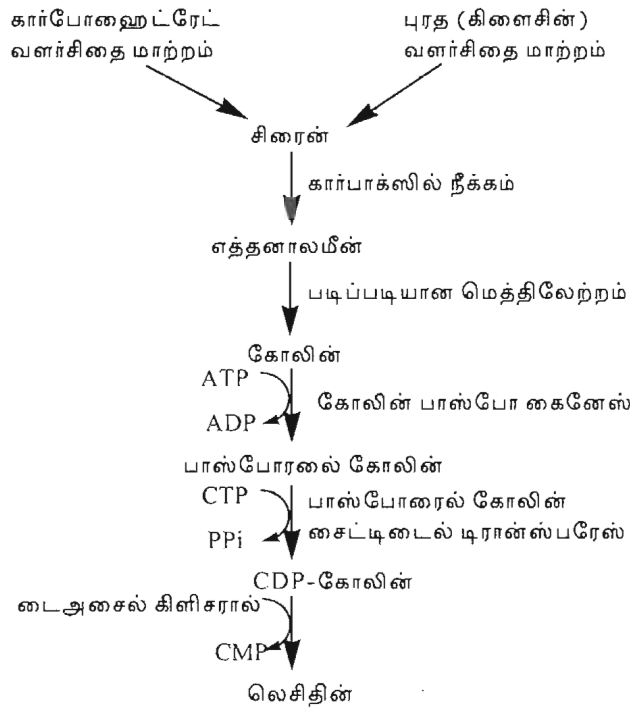 கார்போஹைட்ரேட்
வளர்சிதை மாற்றம்
புரத (கிளைசின்)
வளர்சிதை மாற்றம்
சிரைன்
கார்பாக்ஸில் நீக்கம்
எத்தனாலமீன்
படிப்படியான மெத்திலேற்றம்
கோலின்
ATP
ADP
கோலின் பாஸ்போ கைனேஸ்
பாஸ்போரலை கோலின்
CTP
PPi
பாஸ்போரைல் கோலின்
சைட்டிடைல் டிரான்ஸ்பரேஸ்
CDP-கோலின்
டைஅசைல் கிளிசரால்
CMP
லெசிதின்